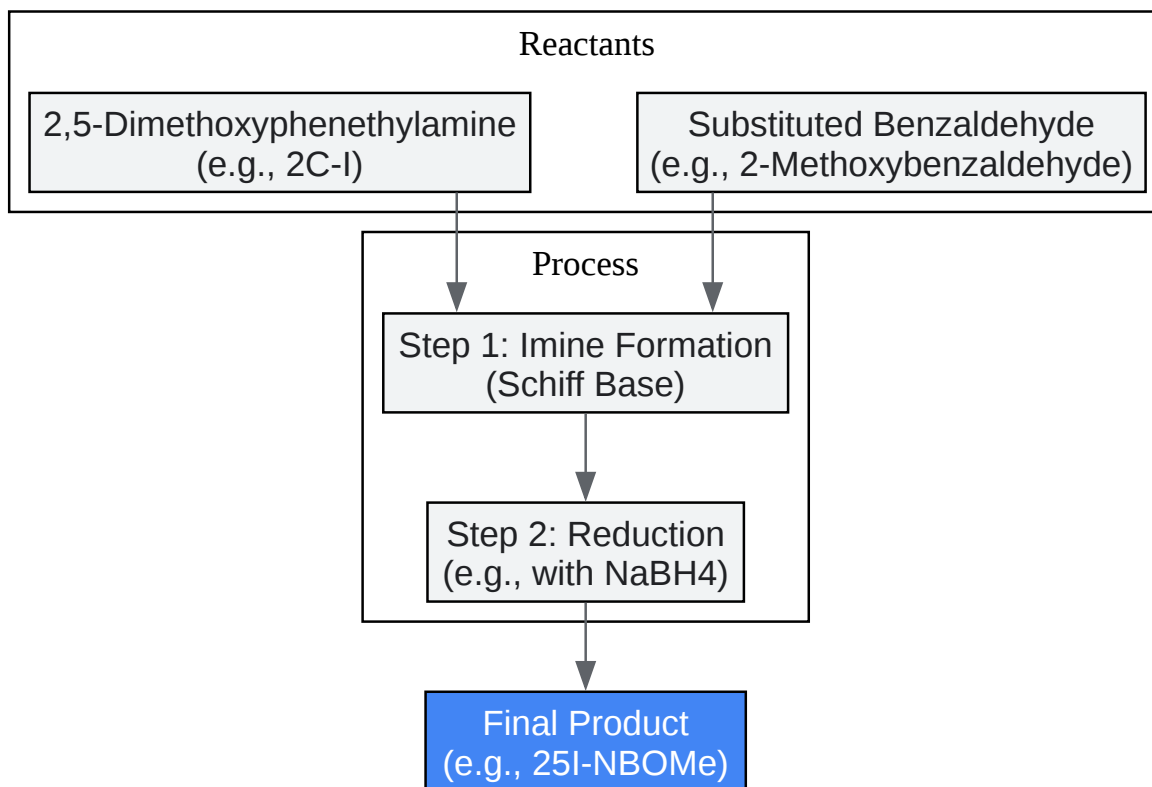 Reactants
2,5-Dimethoxyphenethylamine
(e.g., 2C-I)
Substituted Benzaldehyde
(e.g., 2-Methoxybenzaldehyde)
Process
Step 1: Imine Formation
(Schiff Base)
Step 2: Reduction
(e.g., with NaBH4)
Final Product
(e.g., 25I-NBOMe)